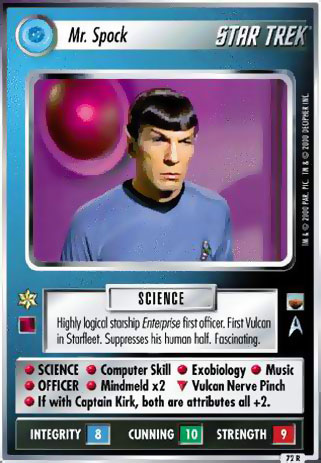 Mr. Spock
STAR TREK
TM & © 2000 PAR. PIC. TM & © 2000 DECIPHER INC.
SCIENCE
Highly logical starship Enterprise first officer. First Vulcan
in Starfleet. Suppresses his human half. Fascinating.
SCIENCE Computer Skill Exobiology Music
OFFICER Mindmeld x2 Vulcan Nerve Pinch
If with Captain Kirk, both are attributes all +2.
INTEGRITY 8 CUNNING 10 STRENGTH 9
72 R